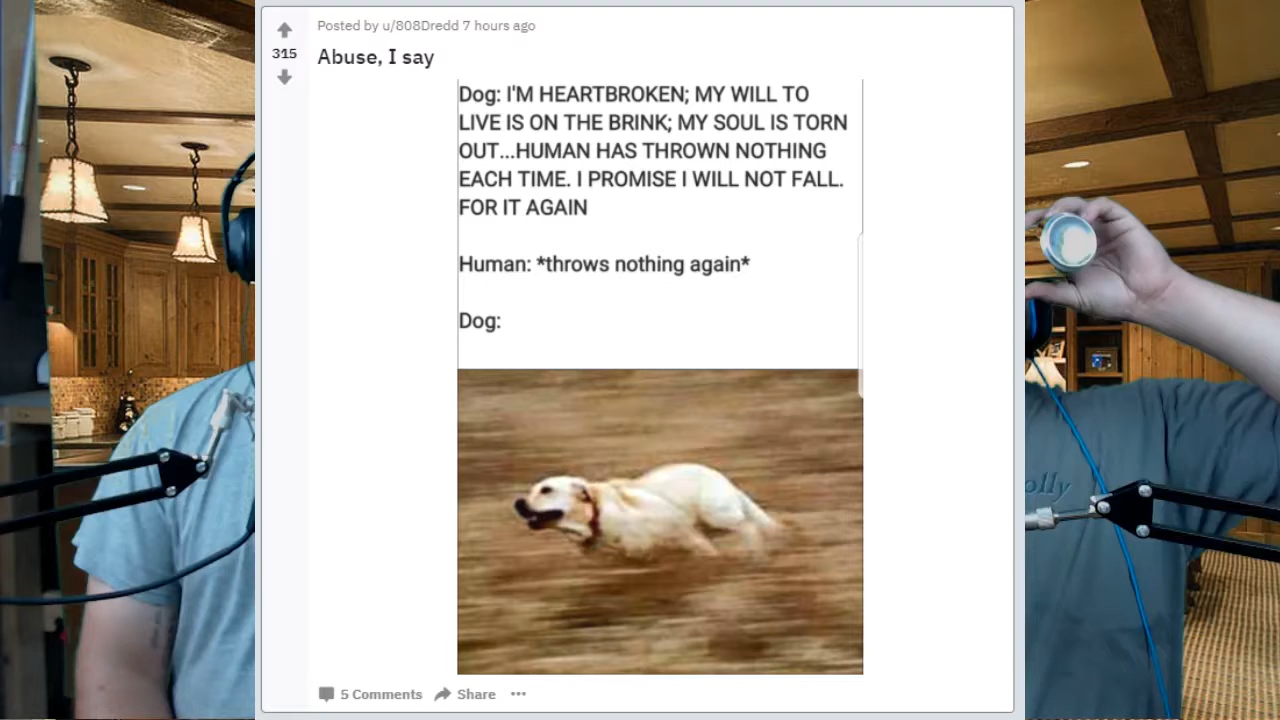 Posted by u/808Dredd 7 hours ago
315
Abuse, I say
Dog: I'M HEARTBROKEN; MY WILL TO
LIVE IS ON THE BRINK; MY SOUL IS TORN
OUT...HUMAN HAS THROWN NOTHING
EACH TIME. I PROMISE I WILL NOT FALL.
FOR IT AGAIN
Human: *throws nothing again*
Dog:
olly
5 Comments Share